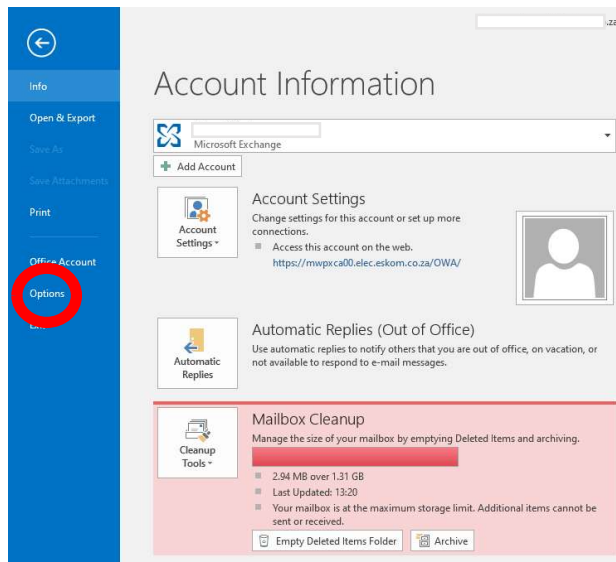 .za
Info
Account Information
Open & Export
Save As
Microsoft Exchange
Add Account
Save Attachments
Print
Account Settings
Change settings for this account or set up more
connections.
Access this account on the web.
https://mwpxca00.elec.eskom.co.za/OWA/
Account
Settings
Office Account
Options
Automatic Replies (Out of Office)
Use automatic replies to notify others that you are out of office, on vacation, or
not available to respond to e-mail messages.
Automatic
Replies
Mailbox Cleanup
Manage the size of your mailbox by emptying Deleted Items and archiving.
Cleanup
Tools
2.94 MB over 1.31 GB
Last Updated: 13:20
Your mailbox is at the maximum storage limit. Additional items cannot be
sent or received.
Empty Deleted Items Folder
Archive